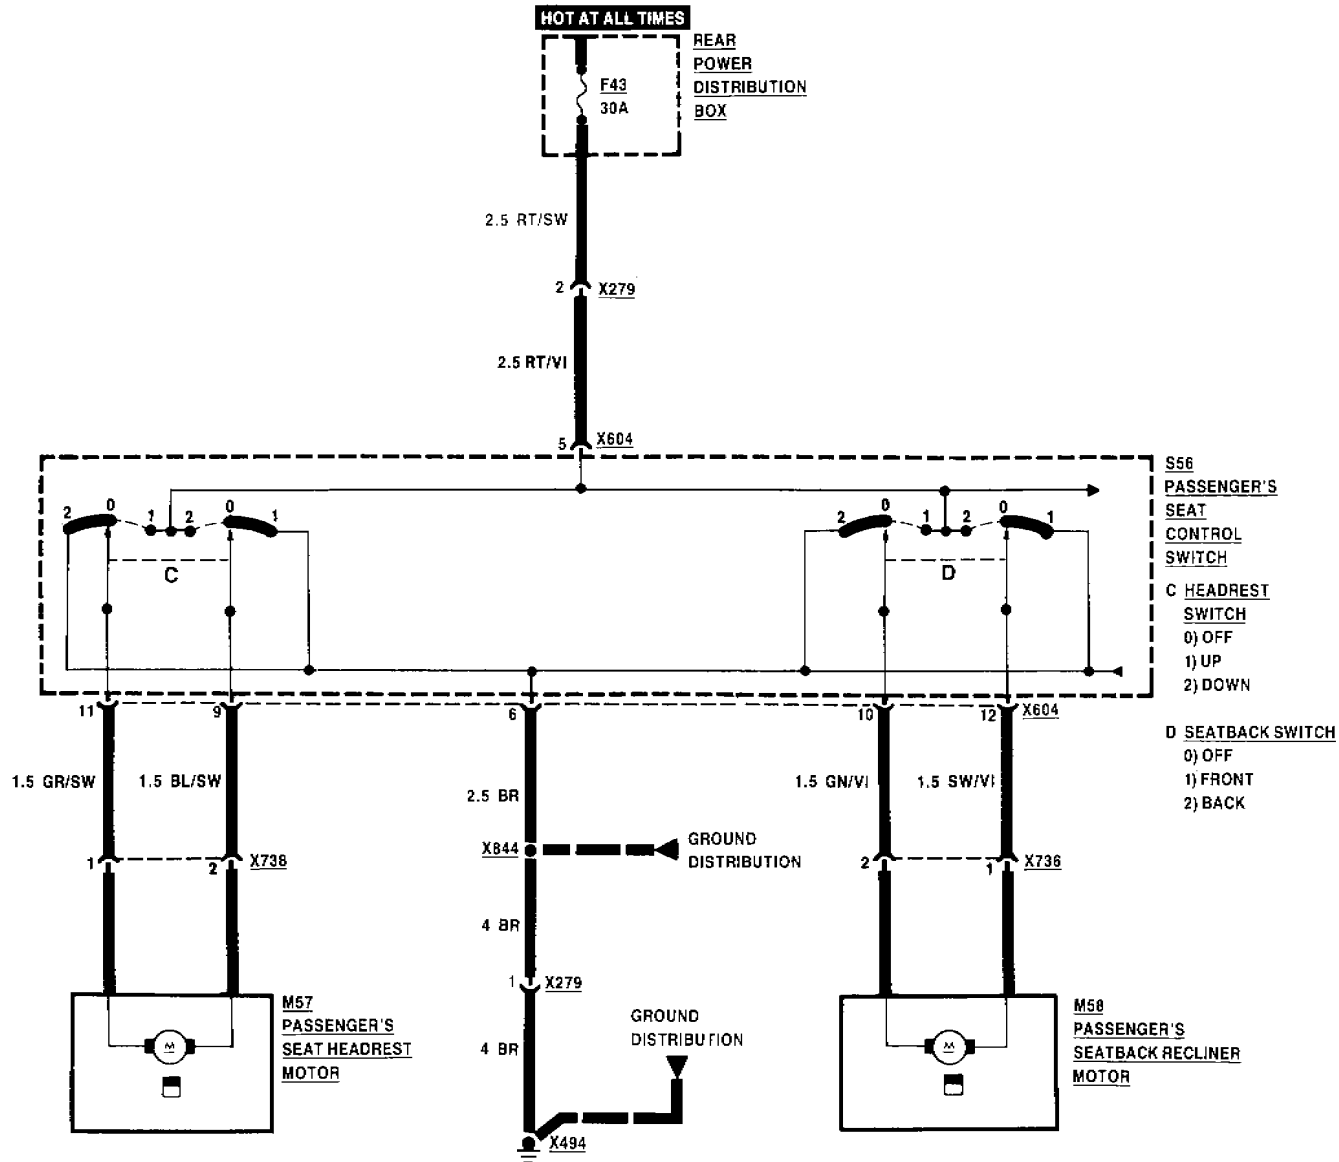 HOT AT ALL TIMES
REAR
POWER
DISTRIBUTION
BOX
F43
30A
2.5 RT/SW
2 X279
2.5 RT/VI
5 X604
S56
PASSENGER'S
SEAT
CONTROL
SWITCH
2 0 1 2 0 1
C
2 0 1 2 0 1
D
C HEADREST
SWITCH
0) OFF
1) UP
2) DOWN
D SEATBACK SWITCH
0) OFF
1) FRONT
2) BACK
11 9 6 10 12 X604
1.5 GR/SW 1.5 BL/SW 2.5 BR 1.5 GN/VI 1.5 SW/VI
X844
GROUND
DISTRIBUTION
1 2 X738
2 1 X736
4 BR
1 X279
4 BR
GROUND
DISTRIBUTION
X494
M57
PASSENGER'S
SEAT HEADREST
MOTOR
M
M58
PASSENGER'S
SEATBACK RECLINER
MOTOR
M